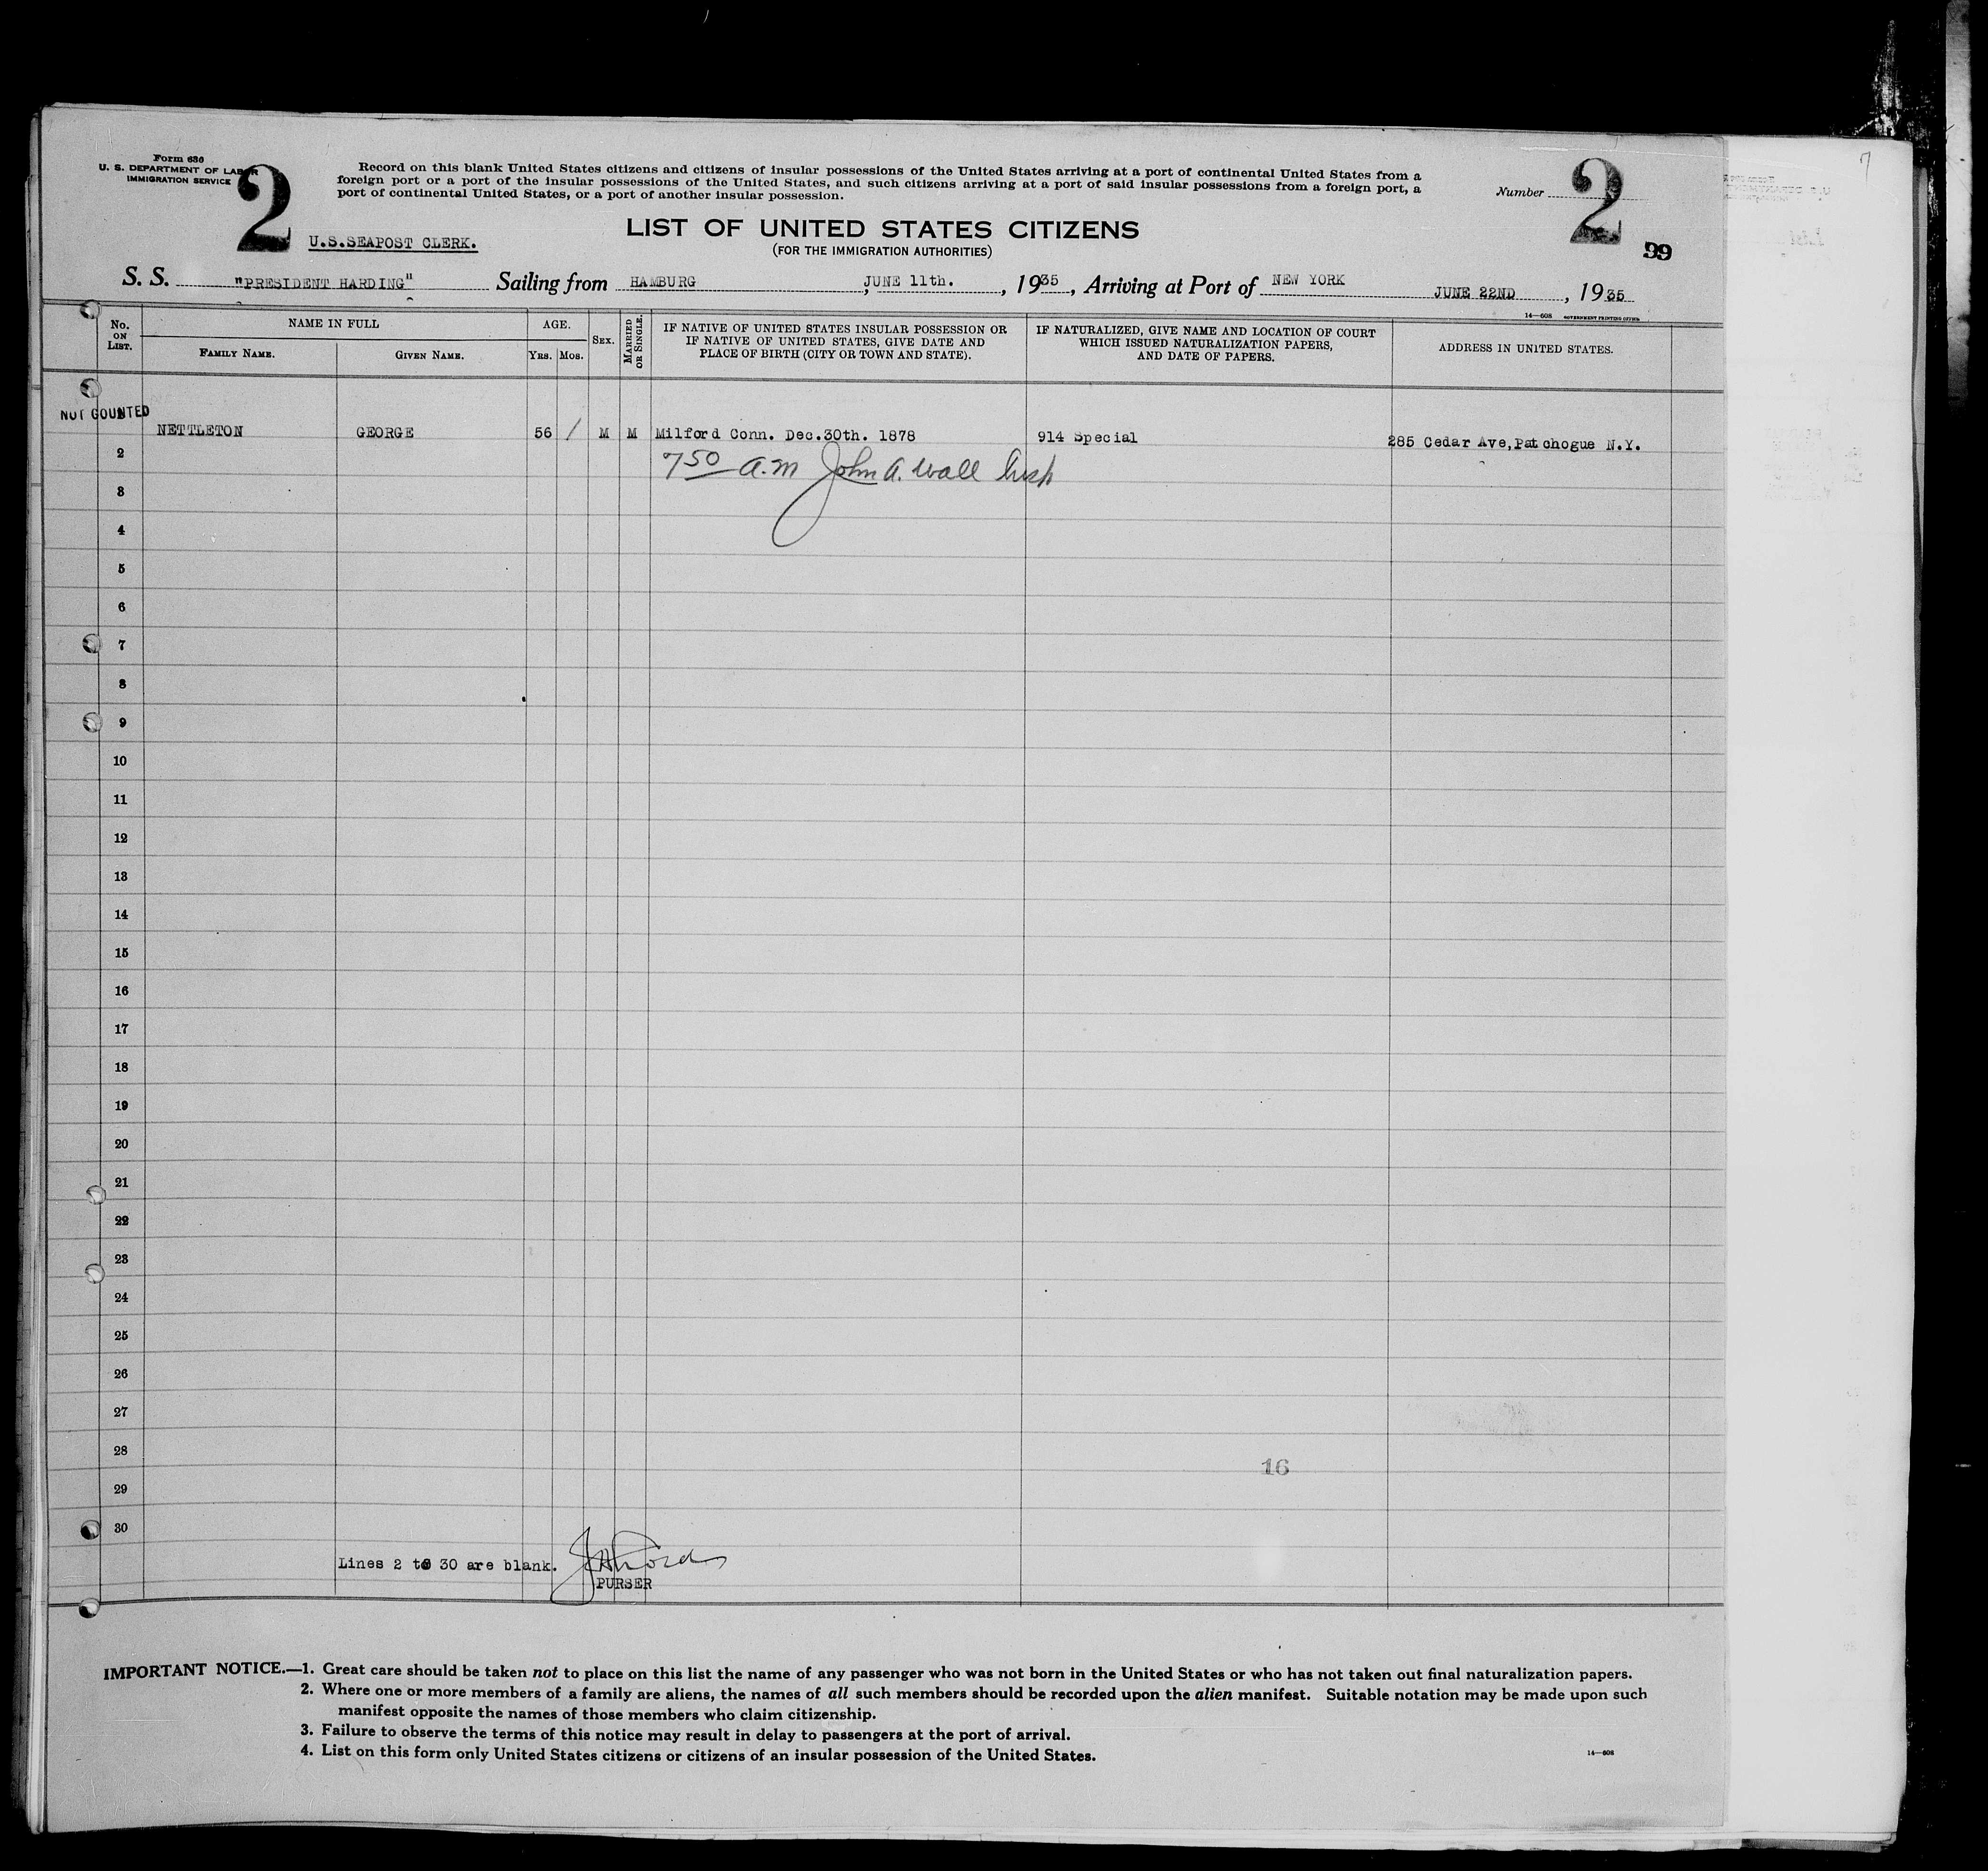 7
Form 630
U. S. DEPARTMENT OF LABOR
IMMIGRATION SERVICE
2
Record on this blank United States citizens and citizens of insular possessions of the United States arriving at a port of continental United States from a
foreign port or a port of the insular possessions of the United States, and such citizens arriving at a port of said insular possessions from a foreign port, a
port of continental United States, or a port of another insular possession.
Number 2
99
U.S.SEAPOST CLERK.
LIST OF UNITED STATES CITIZENS
(FOR THE IMMIGRATION AUTHORITIES)
S. S. "PRESIDENT HARDING" Sailing from HAMBURG, JUNE 11th., 1935, Arriving at Port of NEW YORK JUNE 22ND, 1935
14—608 GOVERNMENT PRINTING OFFICE
No. ON LIST. NAME IN FULL FAMILY NAME. GIVEN NAME. AGE. YRS. MOS. SEX. MARRIED OR SINGLE. IF NATIVE OF UNITED STATES INSULAR POSSESSION OR IF NATIVE OF UNITED STATES, GIVE DATE AND PLACE OF BIRTH (CITY OR TOWN AND STATE). IF NATURALIZED, GIVE NAME AND LOCATION OF COURT WHICH ISSUED NATURALIZATION PAPERS, AND DATE OF PAPERS. ADDRESS IN UNITED STATES.
NOT COUNTED
NETTLETON GEORGE 56 / M M Milford Conn. Dec.30th. 1878 914 Special 285 Cedar Ave,Patchogue N.Y.
2 7 50 a.m John A. Wall Insp
3
4
5
6
7
8
9
10
11
12
13
14
15
16
17
18
19
20
21
22
23
24
25
26
27
28
16
29
30
Lines 2 to 30 are blank.
PURSER
IMPORTANT NOTICE.—1. Great care should be taken not to place on this list the name of any passenger who was not born in the United States or who has not taken out final naturalization papers.
2. Where one or more members of a family are aliens, the names of all such members should be recorded upon the alien manifest. Suitable notation may be made upon such
manifest opposite the names of those members who claim citizenship.
3. Failure to observe the terms of this notice may result in delay to passengers at the port of arrival.
4. List on this form only United States citizens or citizens of an insular possession of the United States.
14—608